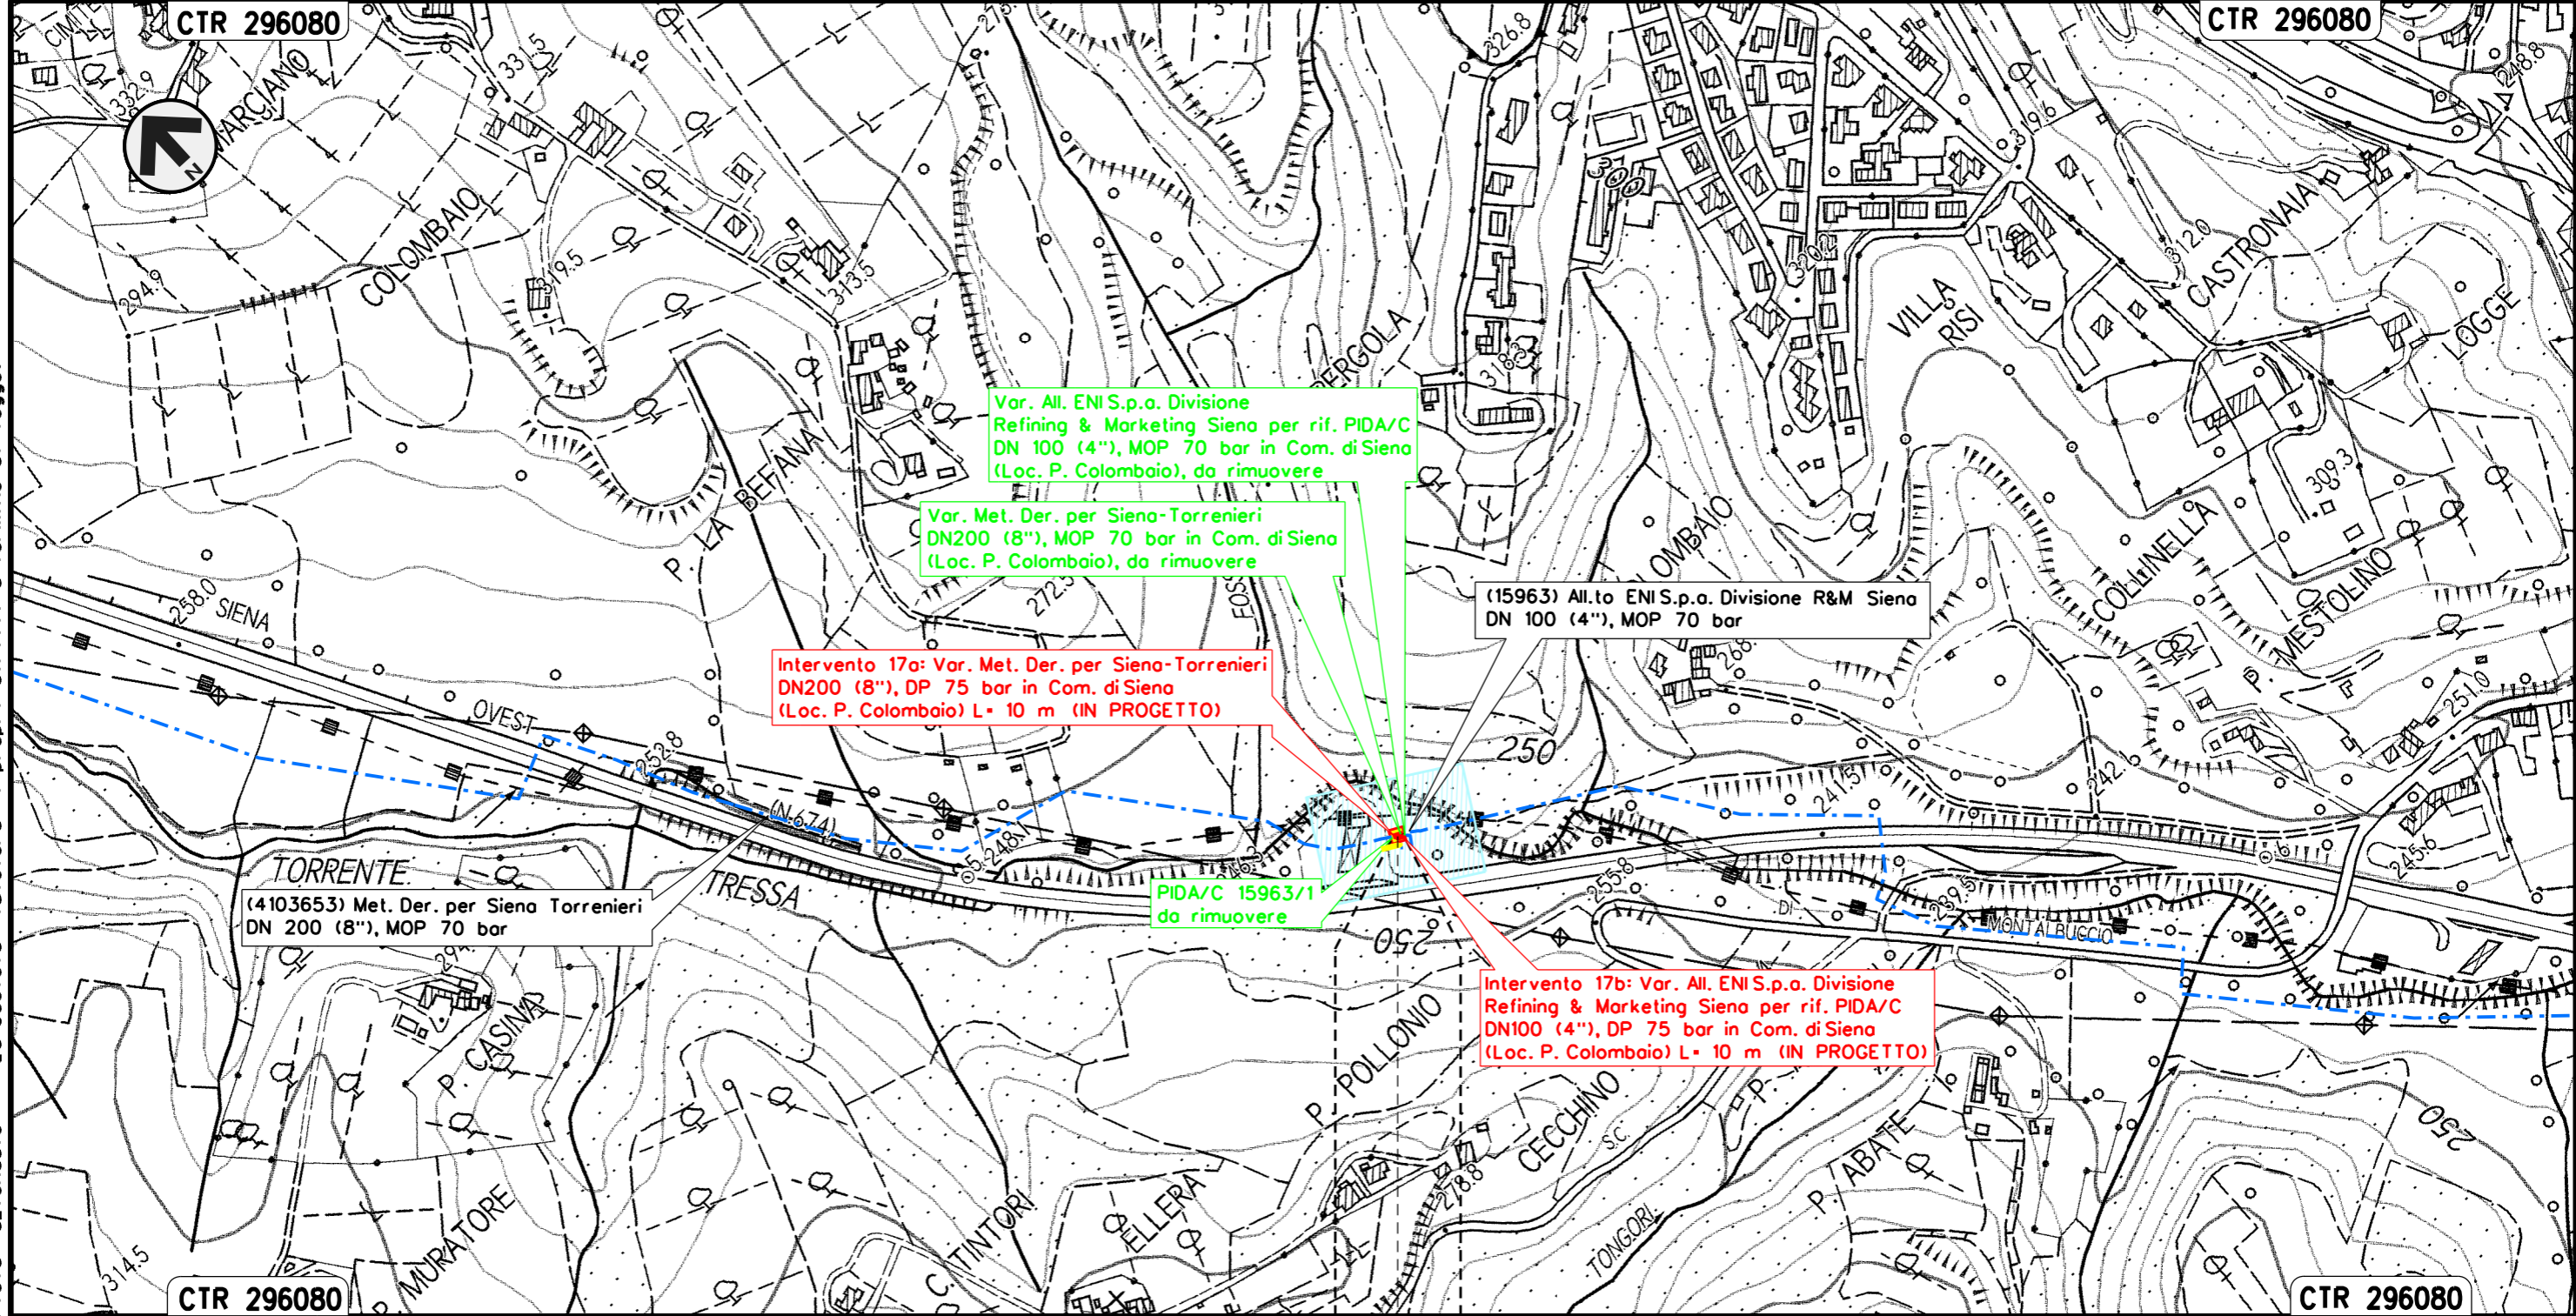 CTR 296080
CTR 296080
332.9
MARCIANO
N
331.5
326.8
248.8
319.6
300
COLOMBAIO
294.9
319.5
313.5
320.2
312.0
CASTRONAIA
LOGGE
VILLA
RISI
PERGOLA
318.3
309.3
Var. All. ENI S.p.a. Divisione
Refining & Marketing Siena per rif. PIDA/C
DN 100 (4"), MOP 70 bar in Com. di Siena
(Loc. P. Colombaio), da rimuovere
P. LA BEFANA
Var. Met. Der. per Siena-Torrenieri
DN200 (8"), MOP 70 bar in Com. di Siena
(Loc. P. Colombaio), da rimuovere
COLLINELLA
P. MESTOLINO
258.0
SIENA
(15963) All.to ENI S.p.a. Divisione R&M Siena
DN 100 (4"), MOP 70 bar
Intervento 17a: Var. Met. Der. per Siena-Torrenieri
DN200 (8"), DP 75 bar in Com. di Siena
(Loc. P. Colombaio) L= 10 m (IN PROGETTO)
OVEST
252.8
(N.674)
248.1
250
241.5
242.1
251.0
245.6
TORRENTE
TRESSA
(4103653) Met. Der. per Siena Torrenieri
DN 200 (8"), MOP 70 bar
PIDA/C 15963/1
da rimuovere
255.8
239.5
DI
MONTALBUCCIO
250
Intervento 17b: Var. All. ENI S.p.a. Divisione
Refining & Marketing Siena per rif. PIDA/C
DN100 (4"), DP 75 bar in Com. di Siena
(Loc. P. Colombaio) L= 10 m (IN PROGETTO)
P. CASINA
P. POLLONIO
CECCHINO
S.C.
P. ABATE
250
278.8
TONGORI
314.5
P. MURATORE
C. TINTORI
ELLERA
CTR 296080
CTR 296080